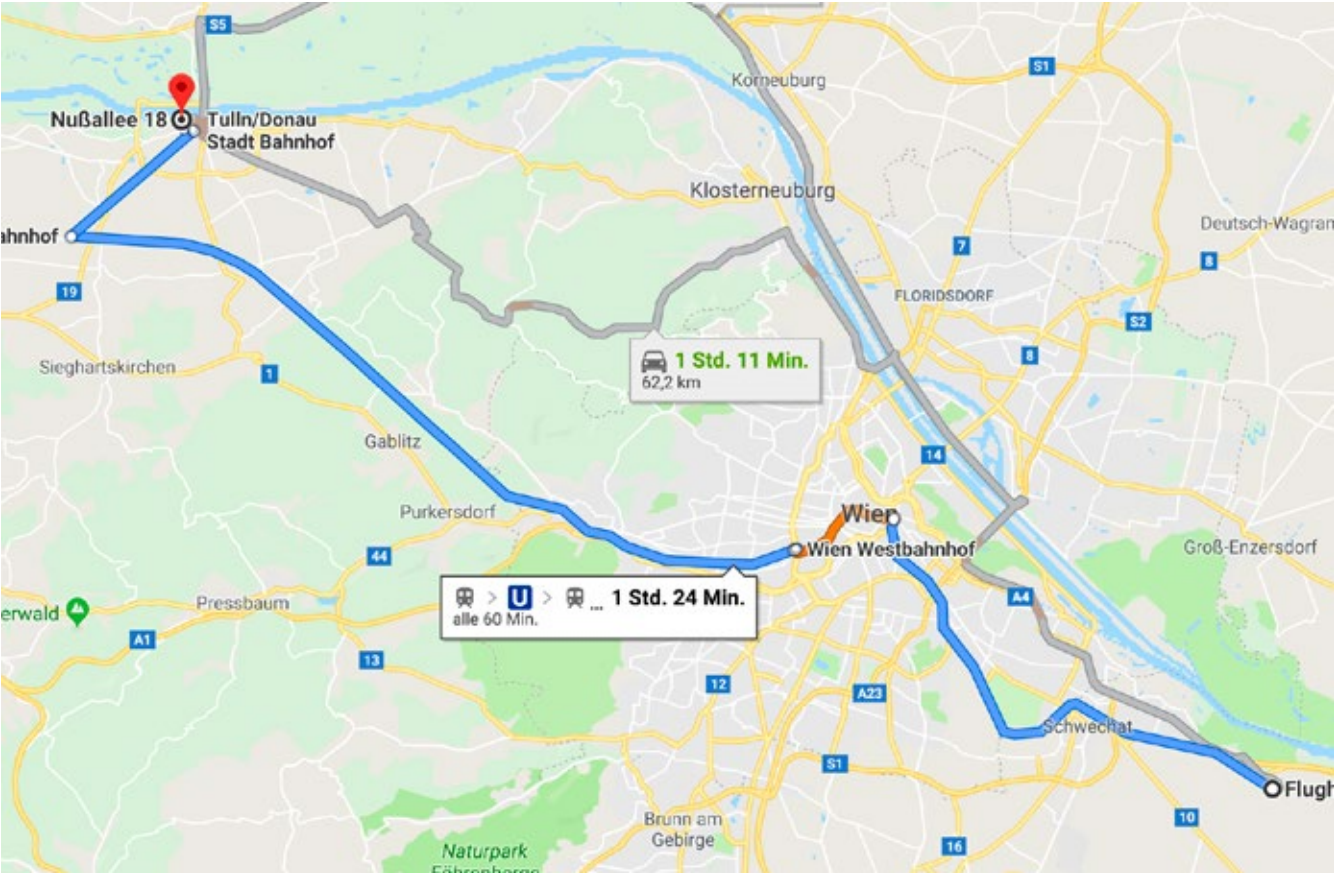 S5
S1
Korneuburg
Nußallee 18
Tulln/Donau
Stadt Bahnhof
Klosterneuburg
Deutsch-Wagram
ahnhof
7
8
19
FLORIDSDORF
S2
8
1 Std. 11 Min.
62,2 km
Sieghartskirchen
1
Gablitz
14
Purkersdorf
Wien
Wien Westbahnhof
Groß-Enzersdorf
44
U ... 1 Std. 24 Min.
alle 60 Min.
Pressbaum
A4
erwald
A1
13
12
A23
Schwechat
S1
Flugh
10
Brunn am
Gebirge
16
Naturpark
Föhrenberge